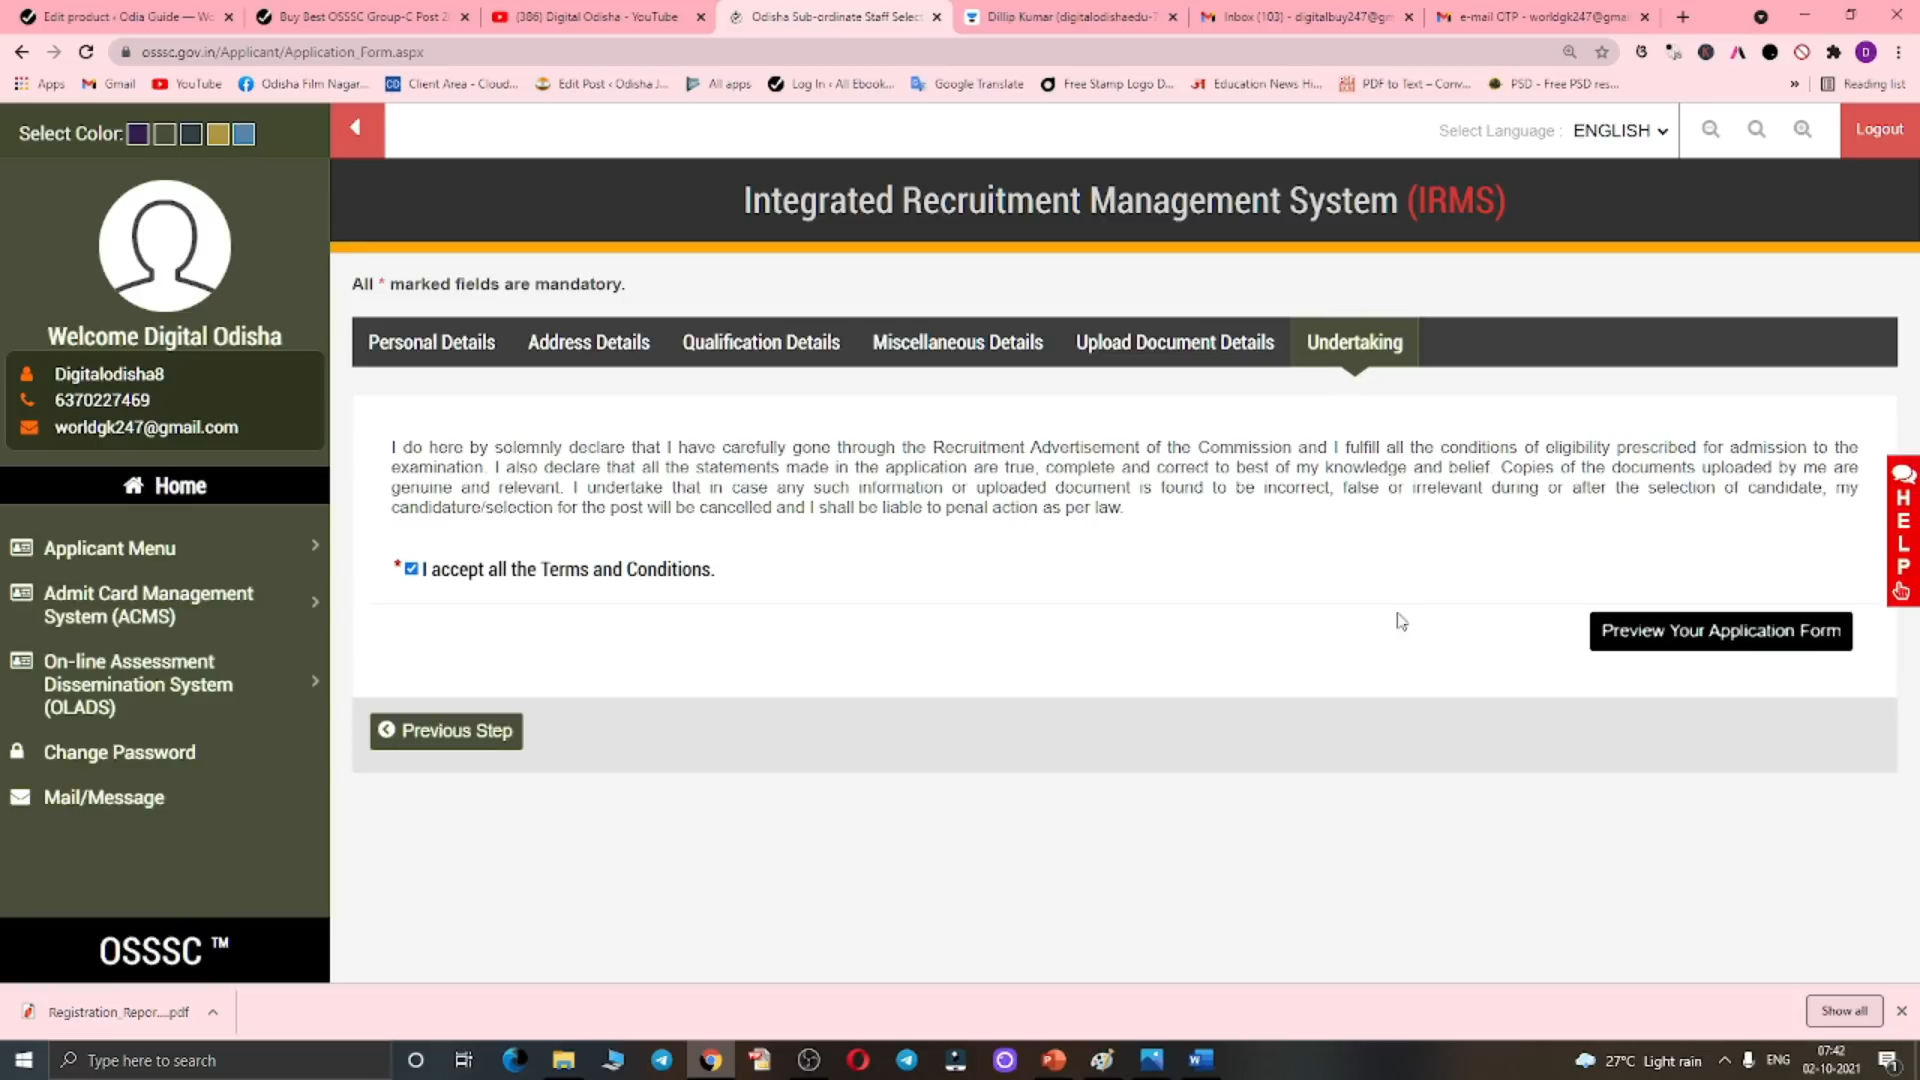 Edit product ‹ Odia Guide — Wo
Buy Best OSSSC Group-C Post 2
(386) Digital Odisha - YouTube
Odisha Sub-ordinate Staff Select
Dillip Kumar (digitalodishaedu-
Inbox (103) - digitalbuy247@gm
e-mail OTP - worldgk247@gmai
osssc.gov.in/Applicant/Application_Form.aspx
Apps
Gmail
YouTube
Odisha Film Nagar...
Client Area - Cloud...
Edit Post ‹ Odisha J...
All apps
Log In ‹ All Ebook...
Google Translate
Free Stamp Logo D...
Education News Hi...
PDF to Text – Conv...
PSD - Free PSD res...
»
Reading list
Select Color:
Select Language : ENGLISH
Logout
Integrated Recruitment Management System (IRMS)
Welcome Digital Odisha
Digitalodisha8
6370227469
worldgk247@gmail.com
Home
Applicant Menu
Admit Card Management
System (ACMS)
On-line Assessment
Dissemination System
(OLADS)
Change Password
Mail/Message
OSSSC ™
All * marked fields are mandatory.
Personal Details
Address Details
Qualification Details
Miscellaneous Details
Upload Document Details
Undertaking
I do here by solemnly declare that I have carefully gone through the Recruitment Advertisement of the Commission and I fulfill all the conditions of eligibility prescribed for admission to the
examination. I also declare that all the statements made in the application are true, complete and correct to best of my knowledge and belief. Copies of the documents uploaded by me are
genuine and relevant. I undertake that in case any such information or uploaded document is found to be incorrect, false or irrelevant during or after the selection of candidate, my
candidature/selection for the post will be cancelled and I shall be liable to penal action as per law.
* I accept all the Terms and Conditions.
Preview Your Application Form
Previous Step
HELP
Registration_Repor....pdf
Show all
Type here to search
27°C Light rain
ENG
07:42
02-10-2021